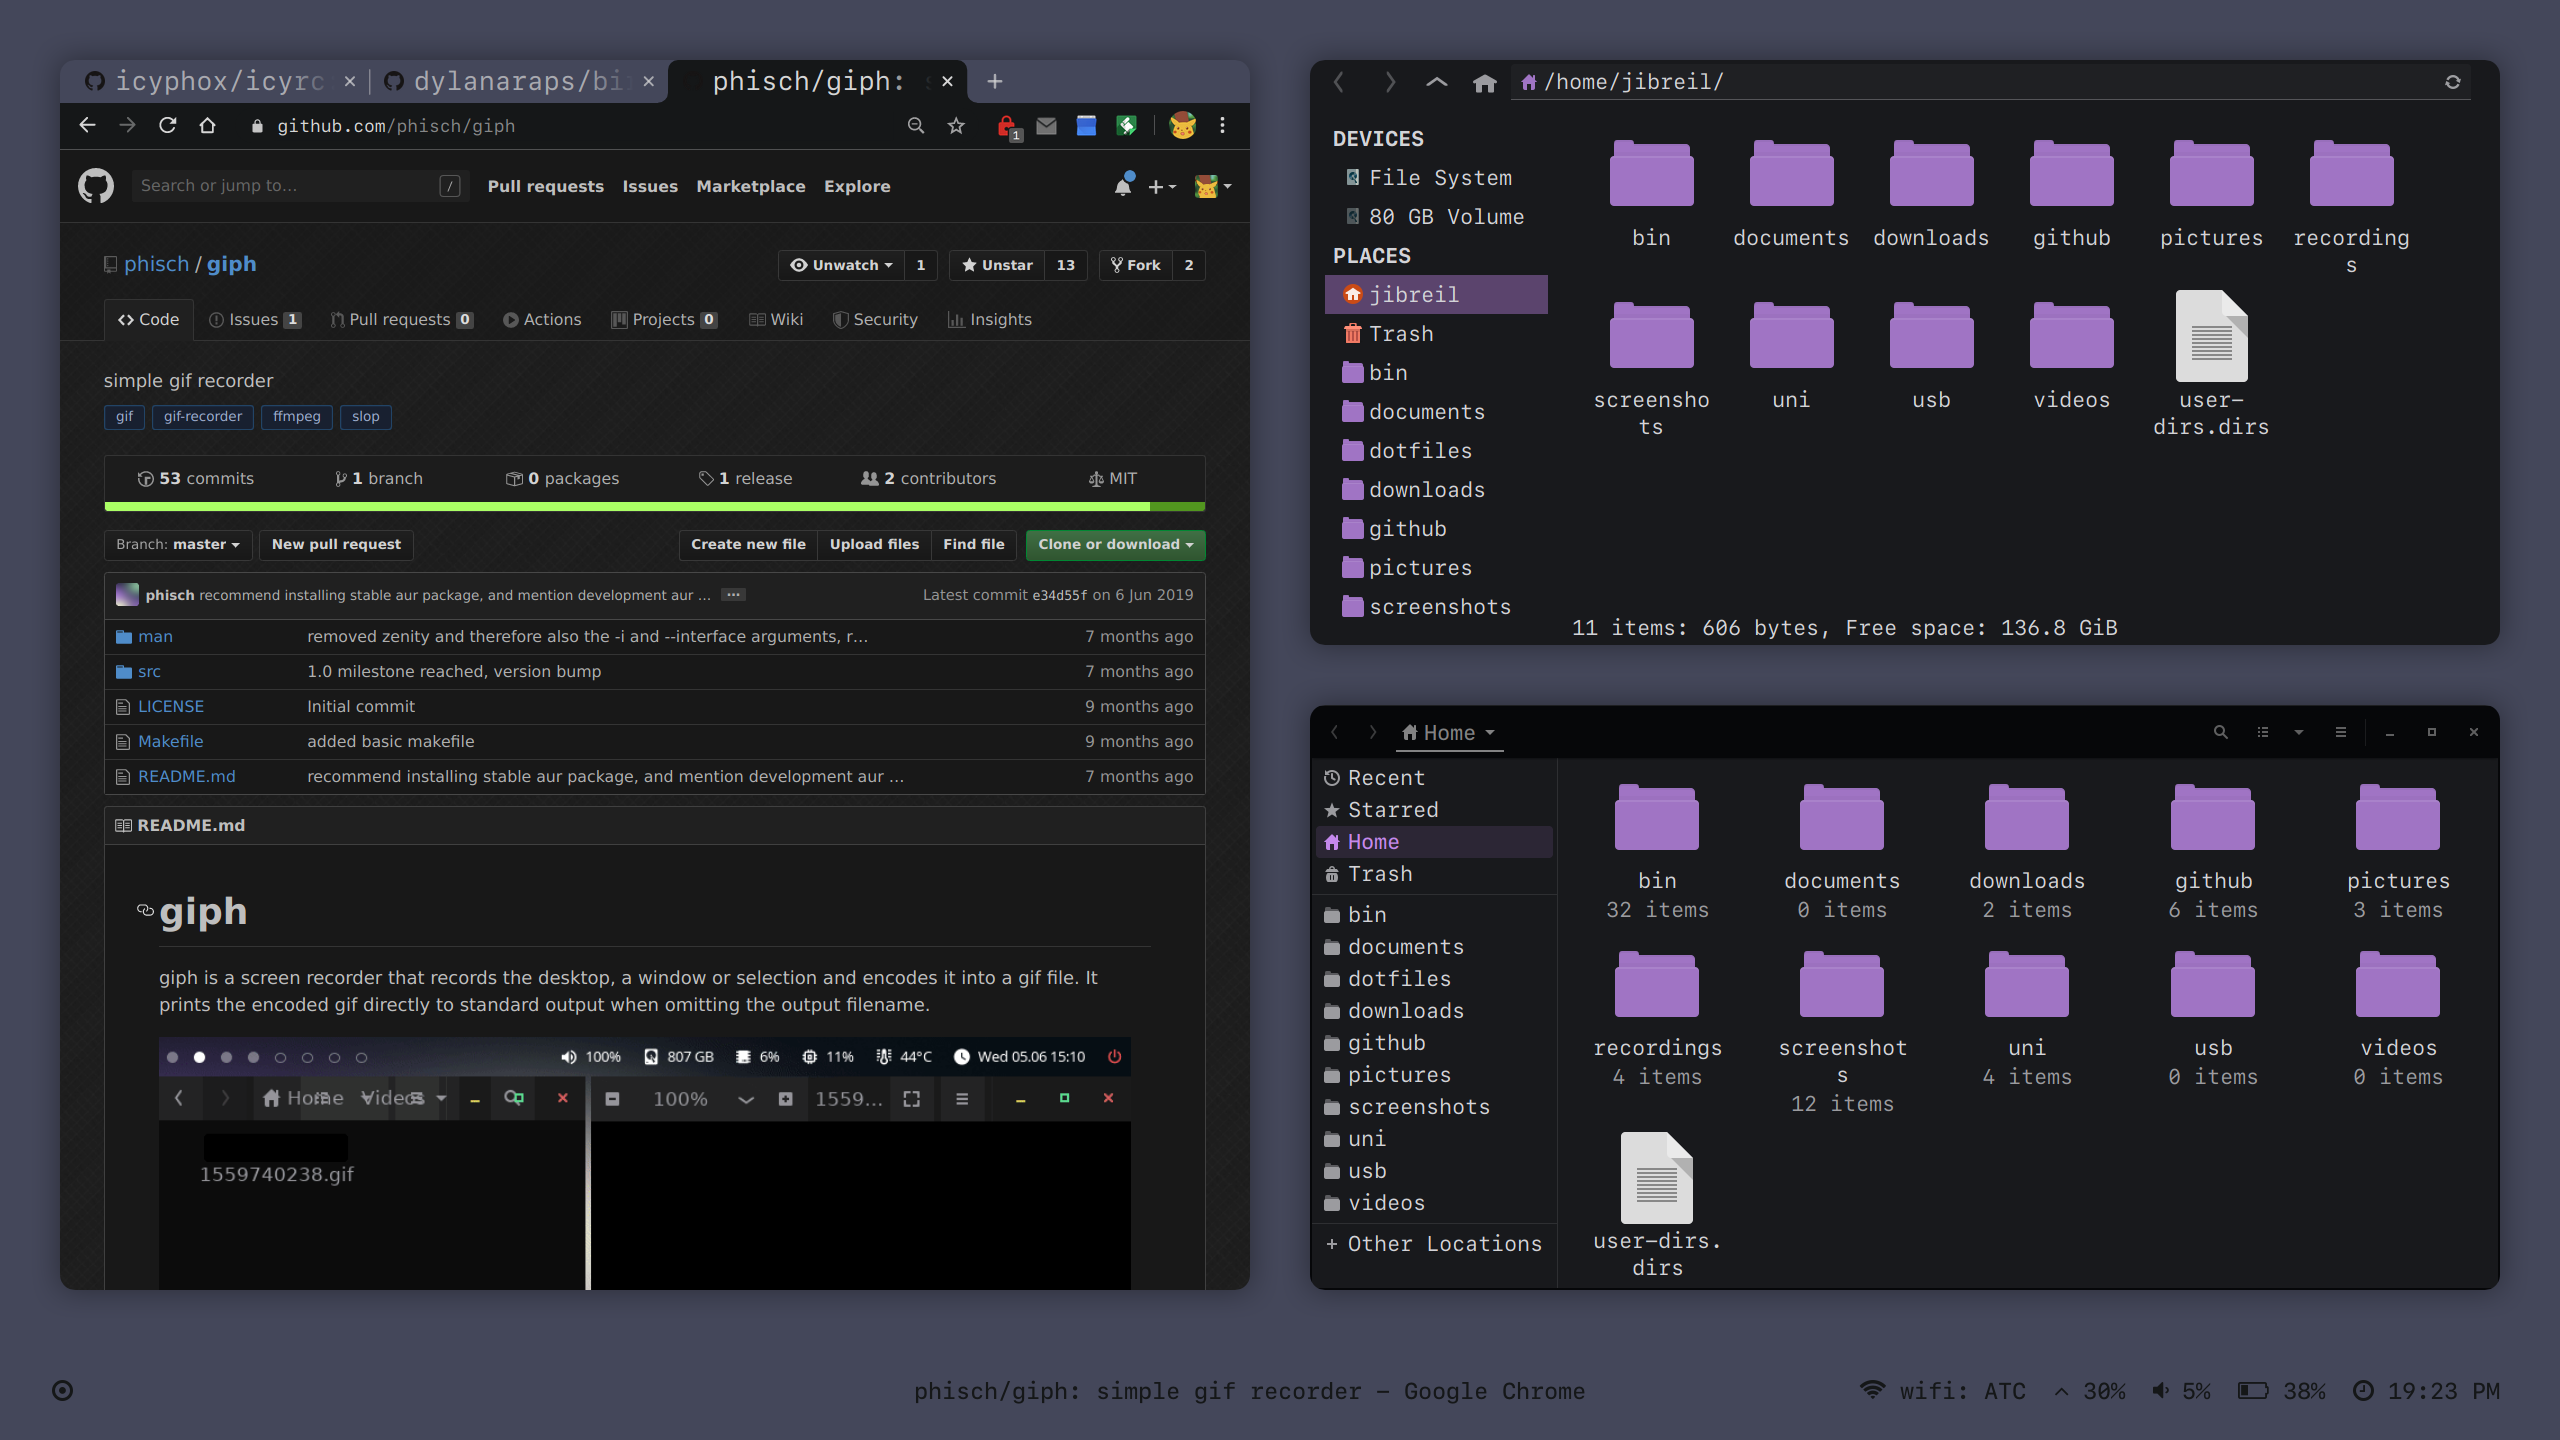 icyphox/icyrc
dylanaraps/bi
phisch/giph:
github.com/phisch/giph
1
Search or jump to…
/
Pull requests Issues Marketplace Explore
phisch / giph
Unwatch 1
Unstar 13
Fork 2
Code
Issues 1
Pull requests 0
Actions
Projects 0
Wiki
Security
Insights
simple gif recorder
gif gif-recorder ffmpeg slop
53 commits
1 branch
0 packages
1 release
2 contributors
MIT
Branch: master
New pull request
Create new file
Upload files
Find file
Clone or download
phisch recommend installing stable aur package, and mention development aur … ...
Latest commit e34d55f on 6 Jun 2019
man removed zenity and therefore also the -i and --interface arguments, r… 7 months ago
src 1.0 milestone reached, version bump 7 months ago
LICENSE Initial commit 9 months ago
Makefile added basic makefile 9 months ago
README.md recommend installing stable aur package, and mention development aur … 7 months ago
README.md
giph
giph is a screen recorder that records the desktop, a window or selection and encodes it into a gif file. It
prints the encoded gif directly to standard output when omitting the output filename.
100% 807 GB 6% 11% 44°C Wed 05.06 15:10
Home Videos
100% 1559...
1559740238.gif
/home/jibreil/
DEVICES
File System
80 GB Volume
PLACES
jibreil
Trash
bin
documents
dotfiles
downloads
github
pictures
screenshots
bin documents downloads github pictures recording
s
screensho uni usb videos user-
ts dirs.dirs
11 items: 606 bytes, Free space: 136.8 GiB
Home
Recent
Starred
Home
Trash
bin
documents
dotfiles
downloads
github
pictures
screenshots
uni
usb
videos
+ Other Locations
bin documents downloads github pictures
32 items 0 items 2 items 6 items 3 items
recordings screenshot uni usb videos
4 items s 4 items 0 items 0 items
12 items
user-dirs.
dirs
phisch/giph: simple gif recorder - Google Chrome
wifi: ATC 30% 5% 38% 19:23 PM